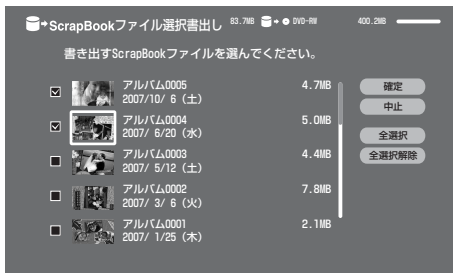 ScrapBookファイル選択書出し 83.7MB DVD-RW 400.2MB
書き出すScrapBookファイルを選んでください。
アルバム0005 4.7MB
2007/10/ 6 (土)
アルバム0004 5.0MB
2007/ 6/20 (水)
アルバム0003 4.4MB
2007/ 5/12 (土)
アルバム0002 7.8MB
2007/ 3/ 6 (火)
アルバム0001 2.1MB
2007/ 1/25 (木)
確定
中止
全選択
全選択解除